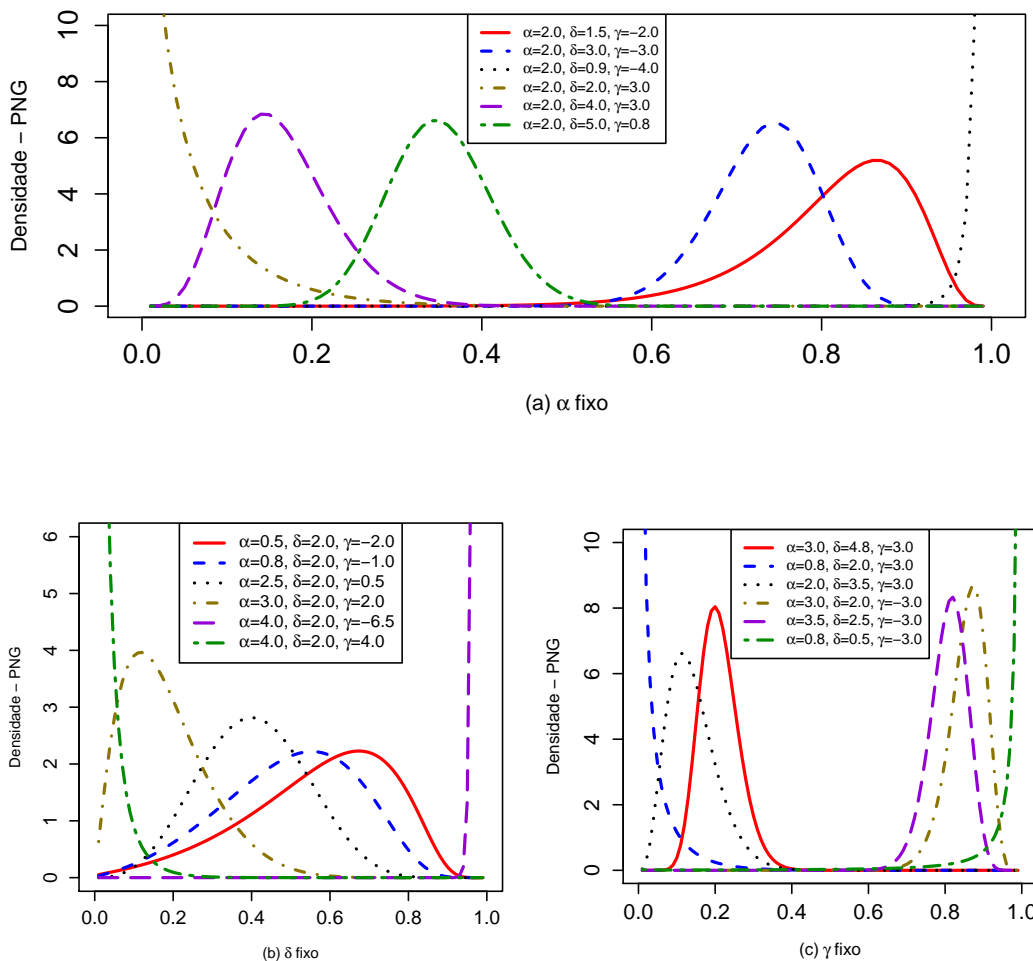 Densidade − PNG
10
8
6
4
2
0
α=2.0, δ=1.5, γ=−2.0
α=2.0, δ=3.0, γ=−3.0
α=2.0, δ=0.9, γ=−4.0
α=2.0, δ=2.0, γ=3.0
α=2.0, δ=4.0, γ=3.0
α=2.0, δ=5.0, γ=0.8
0.0 0.2 0.4 0.6 0.8 1.0
(a) α fixo
Densidade − PNG
6
5
4
3
2
1
0
α=0.5, δ=2.0, γ=−2.0
α=0.8, δ=2.0, γ=−1.0
α=2.5, δ=2.0, γ=0.5
α=3.0, δ=2.0, γ=2.0
α=4.0, δ=2.0, γ=−6.5
α=4.0, δ=2.0, γ=4.0
0.0 0.2 0.4 0.6 0.8 1.0
(b) δ fixo
Densidade − PNG
10
8
6
4
2
0
α=3.0, δ=4.8, γ=3.0
α=0.8, δ=2.0, γ=3.0
α=2.0, δ=3.5, γ=3.0
α=3.0, δ=2.0, γ=−3.0
α=3.5, δ=2.5, γ=−3.0
α=0.8, δ=0.5, γ=−3.0
0.0 0.2 0.4 0.6 0.8 1.0
(c) γ fixo